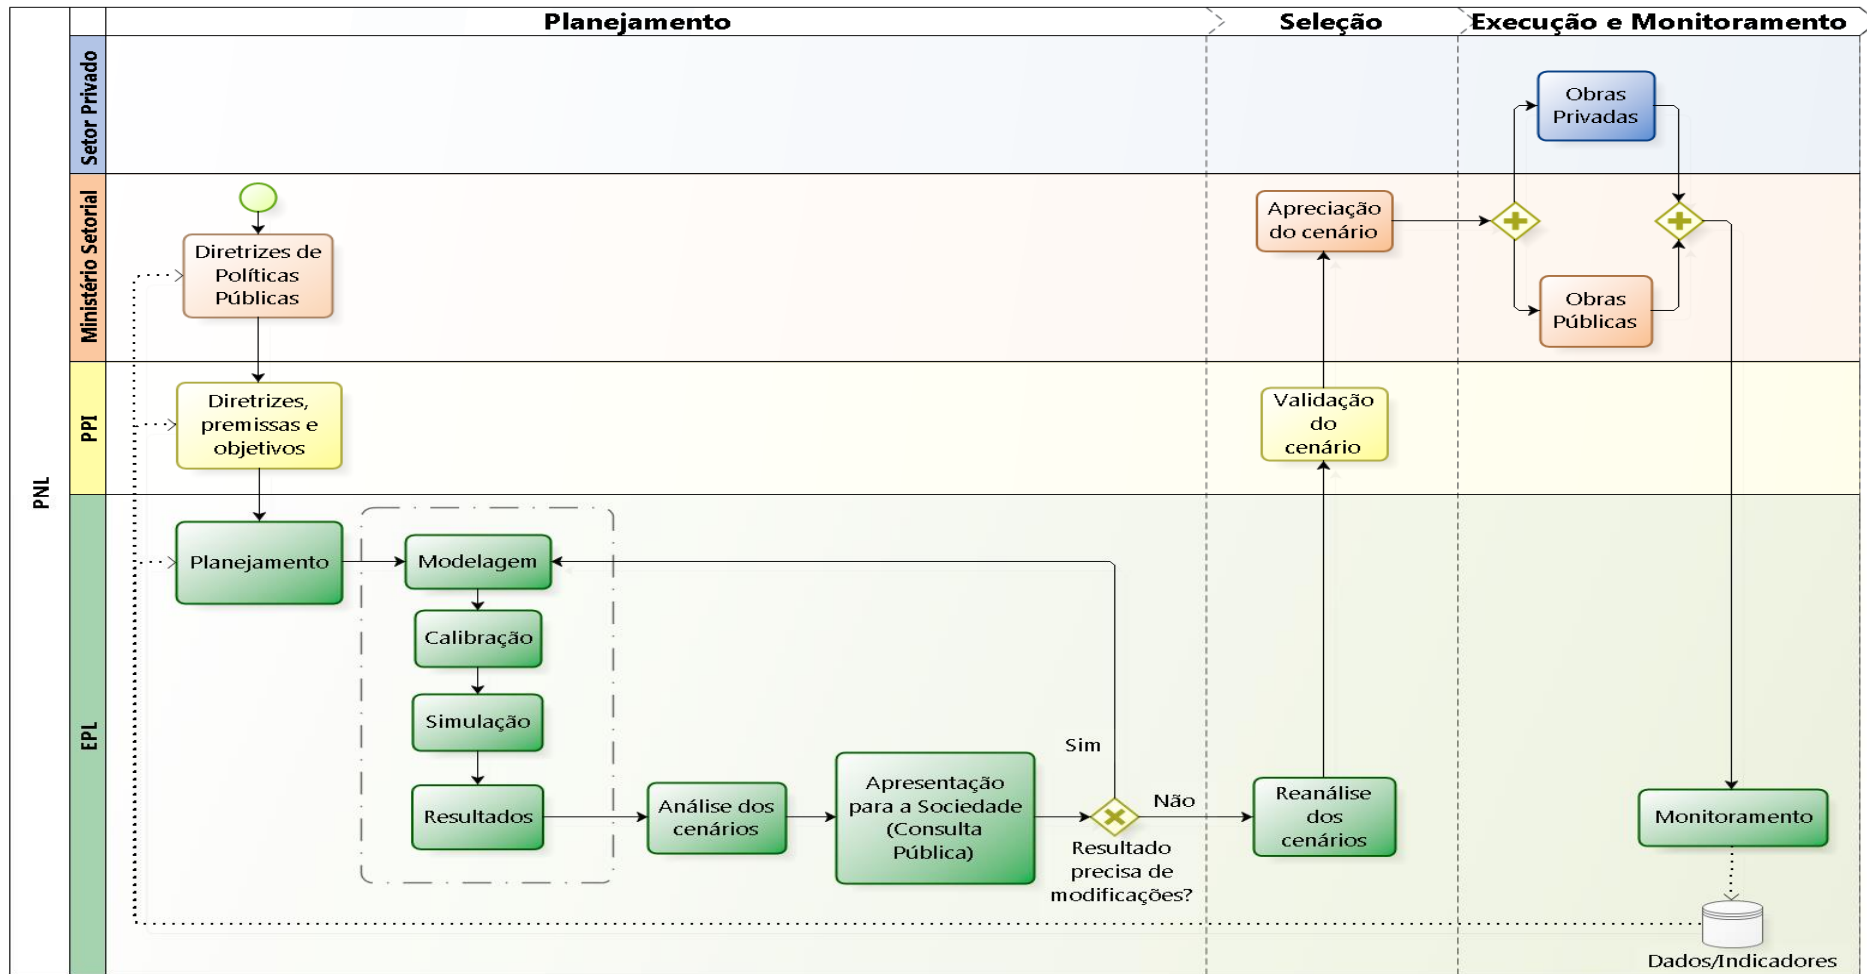 Planejamento
Seleção
Execução e Monitoramento
PNL
Setor Privado
Obras
Privadas
Ministério Setorial
Diretrizes de
Políticas
Públicas
Apreciação
do cenário
Obras
Públicas
PPI
Diretrizes,
premissas e
objetivos
Validação
do
cenário
EPL
Planejamento
Modelagem
Calibração
Simulação
Resultados
Análise dos
cenários
Apresentação
para a Sociedade
(Consulta
Pública)
Sim
Não
Resultado
precisa de
modificações?
Reanálise
dos
cenários
Monitoramento
Dados/Indicadores